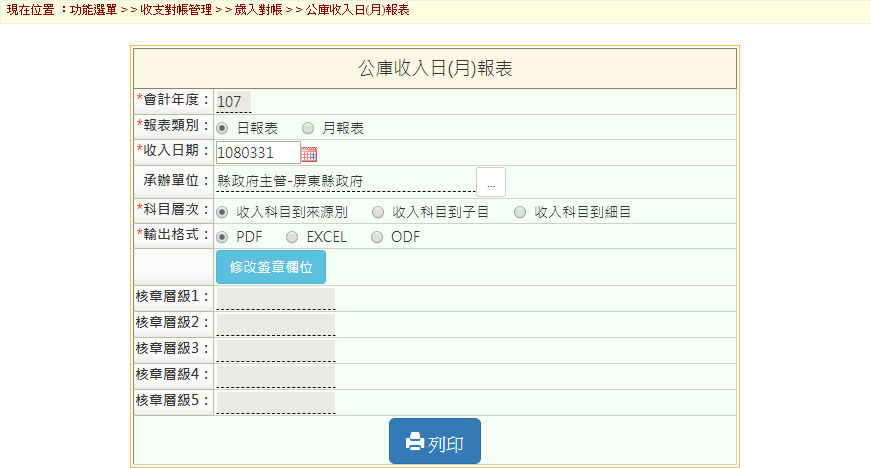 現在位置 ：功能選單 > > 收支對帳管理 > > 歲入對帳 > > 公庫收入日(月)報表
公庫收入日(月)報表
*會計年度： 107
*報表類別： 日報表 月報表
*收入日期： 1080331
承辦單位： 縣政府主管-屏東縣政府 ...
*科目層次： 收入科目到來源別 收入科目到子目 收入科目到細目
*輸出格式： PDF EXCEL ODF
修改簽章欄位
核章層級1：
核章層級2：
核章層級3：
核章層級4：
核章層級5：
列印